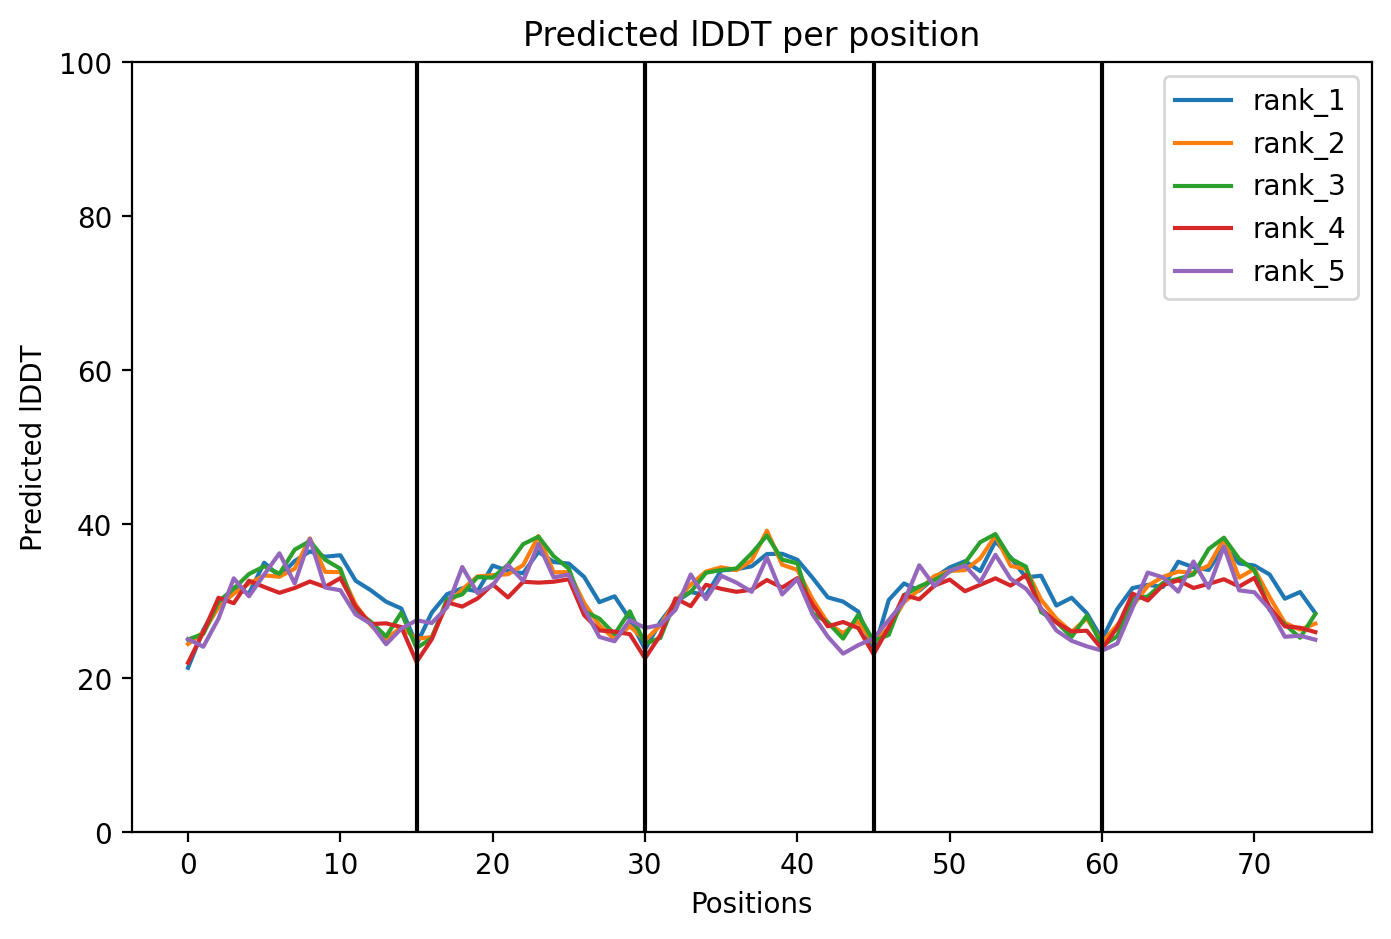 Predicted lDDT per position
100
80
60
40
20
0
Predicted lDDT
0 10 20 30 40 50 60 70
Positions
rank_1
rank_2
rank_3
rank_4
rank_5